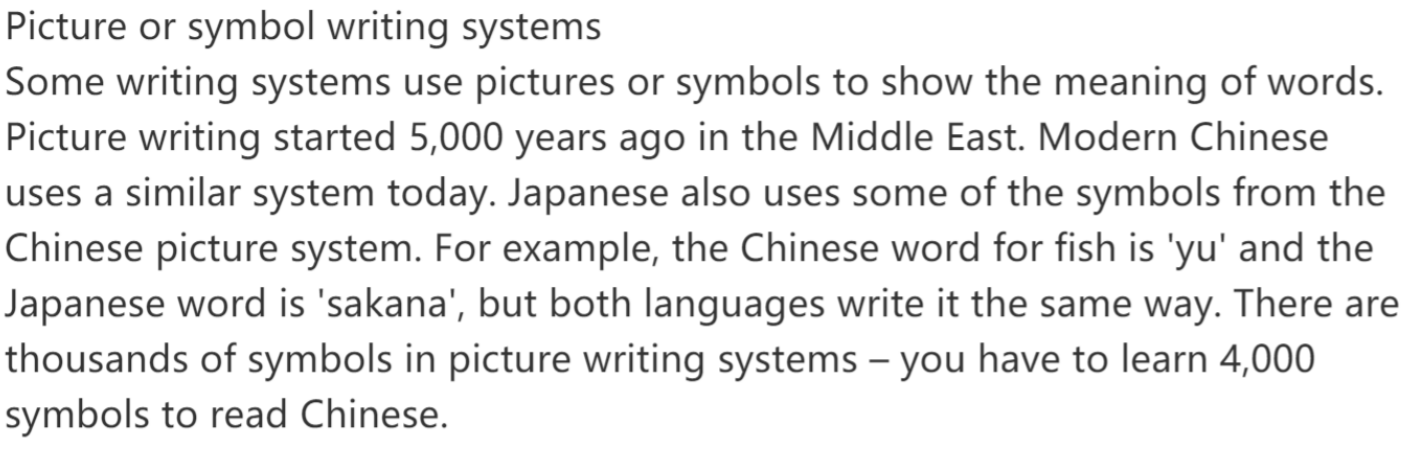 Picture or symbol writing systems
Some writing systems use pictures or symbols to show the meaning of words.
Picture writing started 5,000 years ago in the Middle East. Modern Chinese
uses a similar system today. Japanese also uses some of the symbols from the
Chinese picture system. For example, the Chinese word for fish is 'yu' and the
Japanese word is 'sakana', but both languages write it the same way. There are
thousands of symbols in picture writing systems – you have to learn 4,000
symbols to read Chinese.